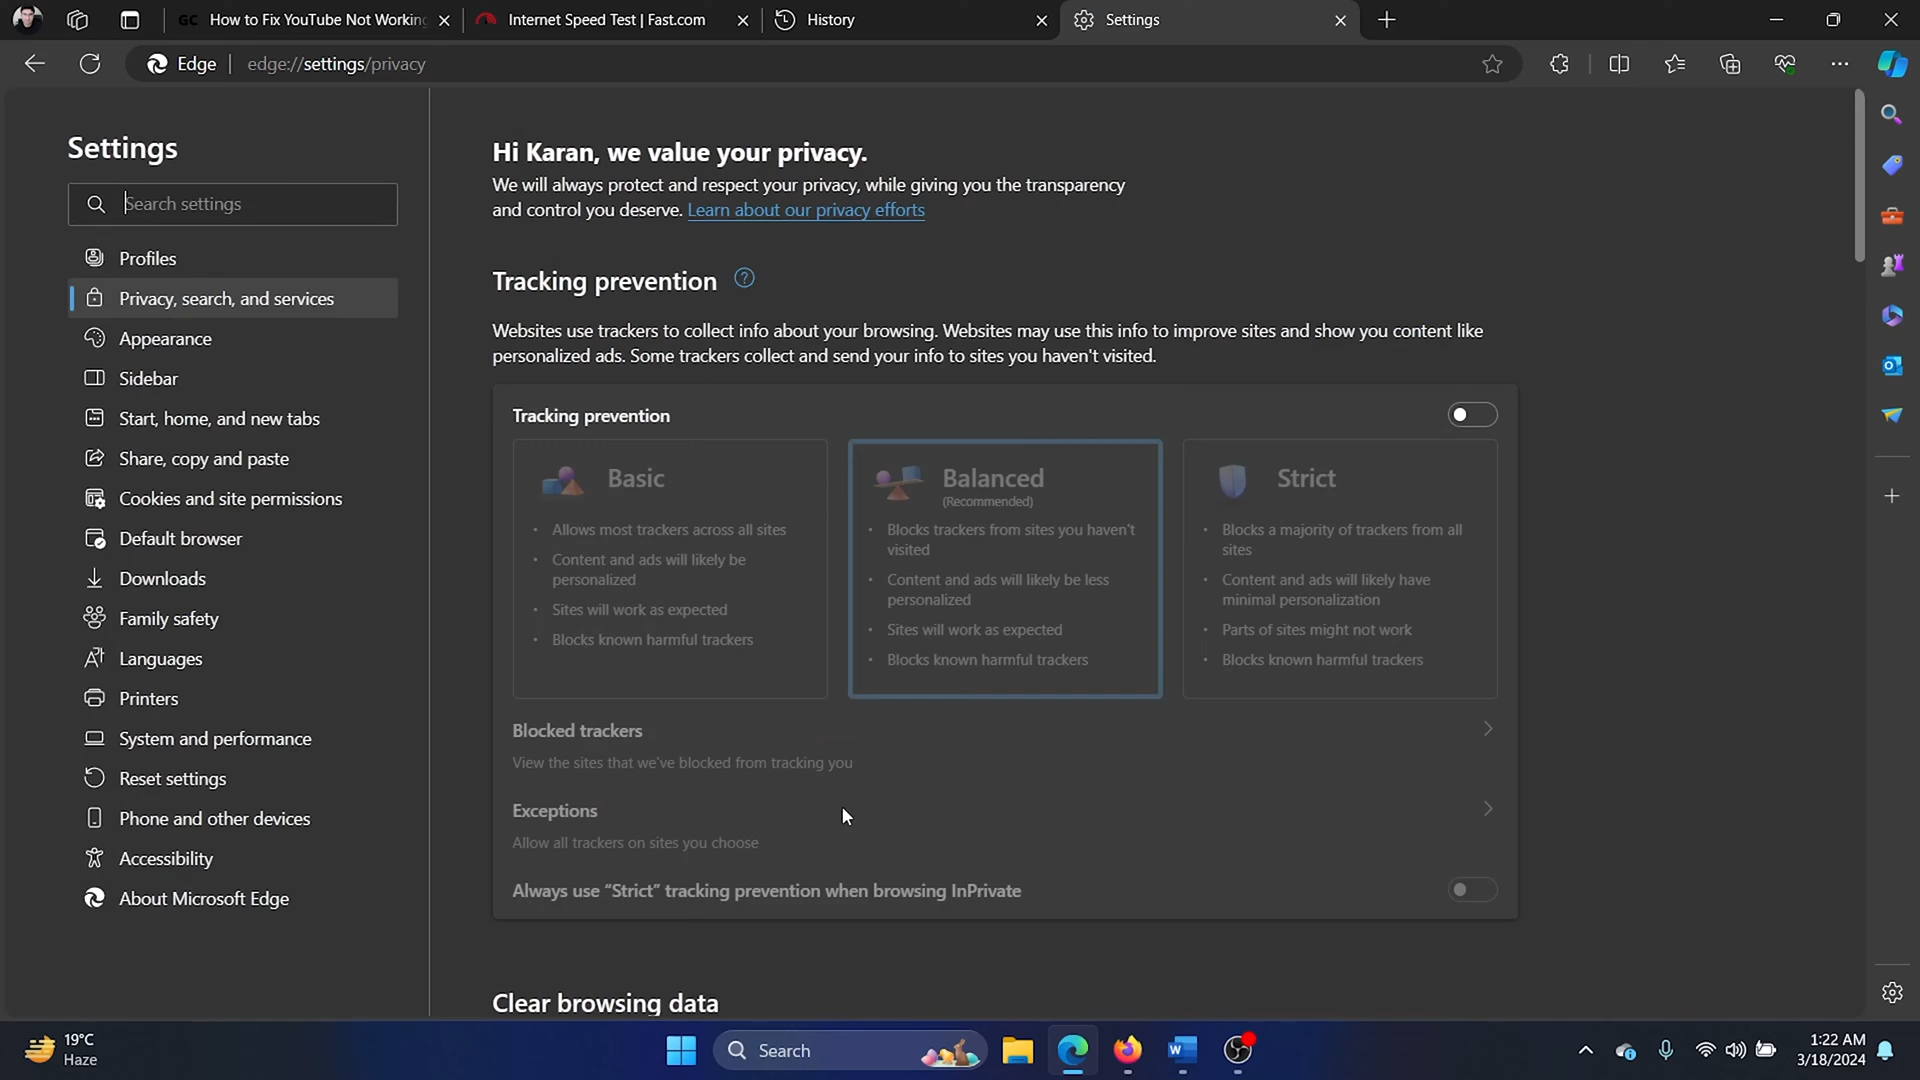 How to Fix YouTube Not Working
Internet Speed Test | Fast.com
History
Settings
Edge
edge://settings/privacy
Settings
Search settings
Profiles
Privacy, search, and services
Appearance
Sidebar
Start, home, and new tabs
Share, copy and paste
Cookies and site permissions
Default browser
Downloads
Family safety
Languages
Printers
System and performance
Reset settings
Phone and other devices
Accessibility
About Microsoft Edge
Hi Karan, we value your privacy.
We will always protect and respect your privacy, while giving you the transparency
and control you deserve. Learn about our privacy efforts
Tracking prevention
Websites use trackers to collect info about your browsing. Websites may use this info to improve sites and show you content like
personalized ads. Some trackers collect and send your info to sites you haven't visited.
Tracking prevention
Basic
Allows most trackers across all sites
Content and ads will likely be
personalized
Sites will work as expected
Blocks known harmful trackers
Balanced
(Recommended)
Blocks trackers from sites you haven't
visited
Content and ads will likely be less
personalized
Sites will work as expected
Blocks known harmful trackers
Strict
Blocks a majority of trackers from all
sites
Content and ads will likely have
minimal personalization
Parts of sites might not work
Blocks known harmful trackers
Blocked trackers
View the sites that we've blocked from tracking you
Exceptions
Allow all trackers on sites you choose
Always use “Strict” tracking prevention when browsing InPrivate
Clear browsing data
19°C
Haze
Search
1:22 AM
3/18/2024